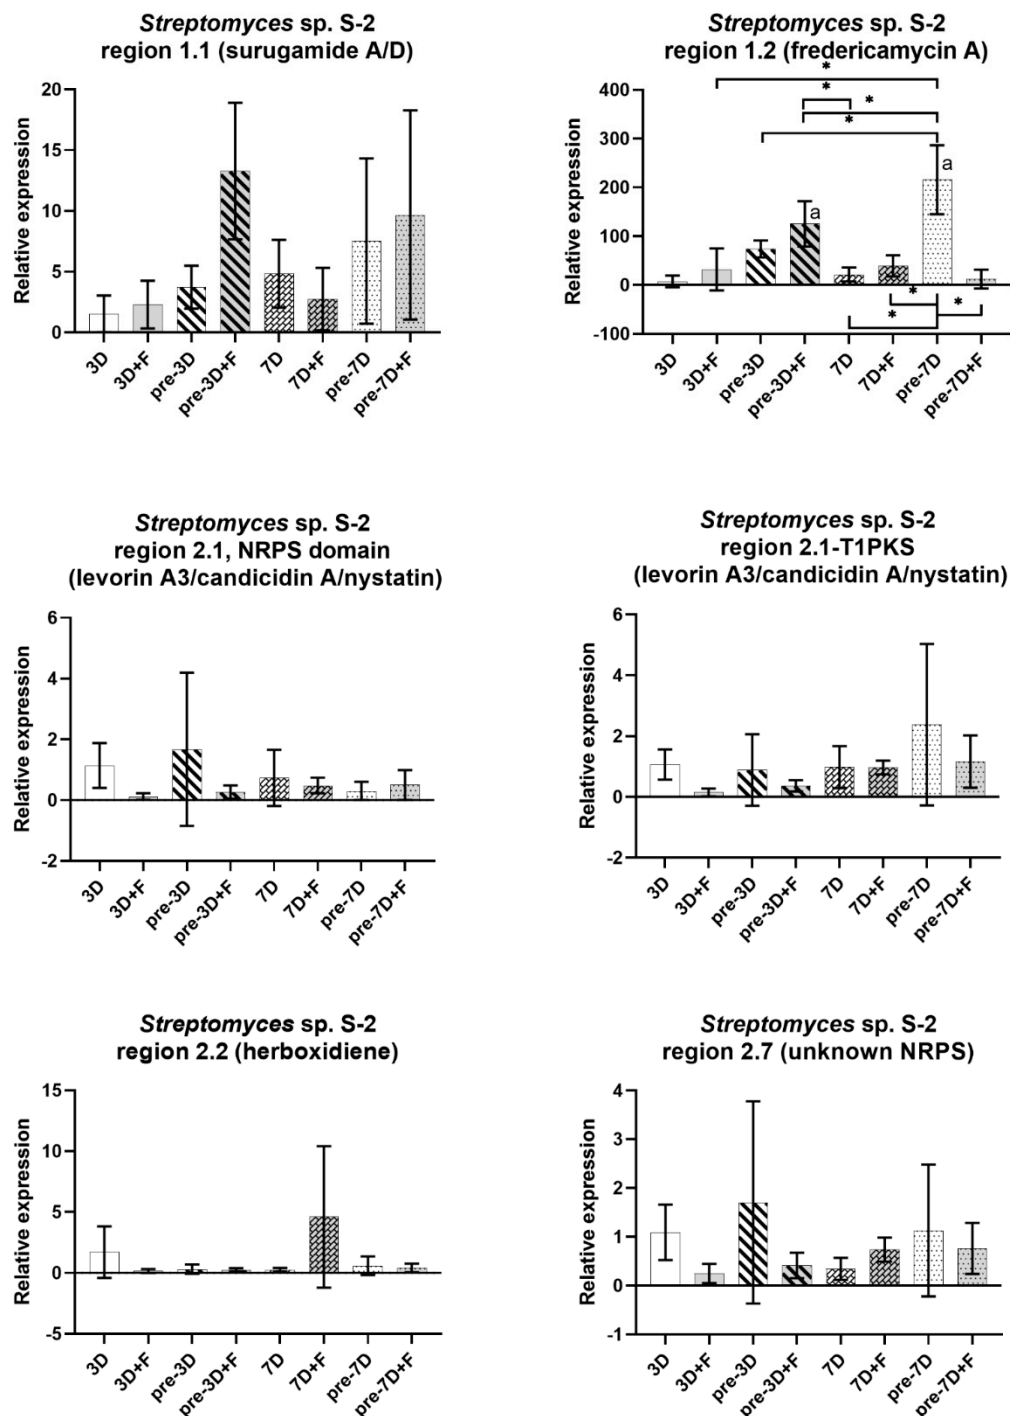 Streptomyces sp. S-2
region 1.1 (surugamide A/D)
Relative expression
20
15
10
5
0
3D
3D+F
pre-3D
pre-3D+F
7D
7D+F
pre-7D
pre-7D+F
Streptomyces sp. S-2
region 1.2 (fredericamycin A)
Relative expression
400
300
200
100
0
-100
*
*
*
*
a
a
*
*
*
3D
3D+F
pre-3D
pre-3D+F
7D
7D+F
pre-7D
pre-7D+F
Streptomyces sp. S-2
region 2.1, NRPS domain
(levorin A3/candicidin A/nystatin)
Relative expression
6
4
2
0
-2
3D
3D+F
pre-3D
pre-3D+F
7D
7D+F
pre-7D
pre-7D+F
Streptomyces sp. S-2
region 2.1-T1PKS
(levorin A3/candicidin A/nystatin)
Relative expression
6
4
2
0
-2
3D
3D+F
pre-3D
pre-3D+F
7D
7D+F
pre-7D
pre-7D+F
Streptomyces sp. S-2
region 2.2 (herboxidiene)
Relative expression
15
10
5
0
-5
3D
3D+F
pre-3D
pre-3D+F
7D
7D+F
pre-7D
pre-7D+F
Streptomyces sp. S-2
region 2.7 (unknown NRPS)
Relative expression
4
3
2
1
0
-1
3D
3D+F
pre-3D
pre-3D+F
7D
7D+F
pre-7D
pre-7D+F